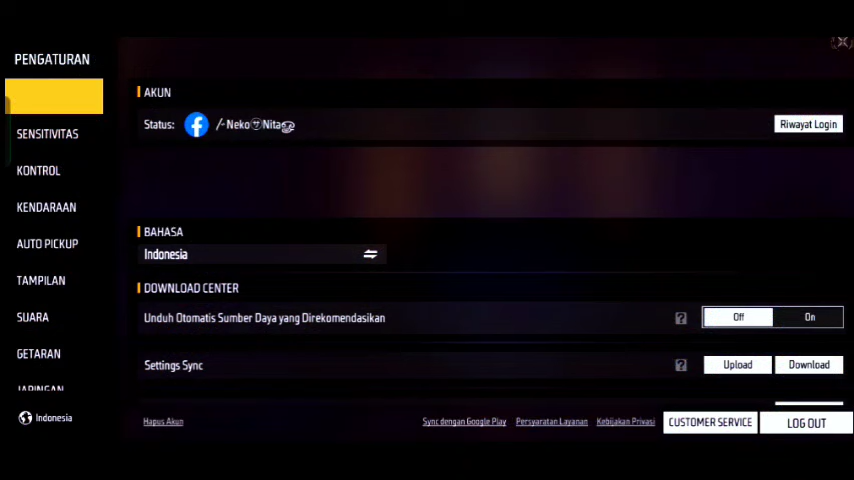 PENGATURAN
AKUN
Status:
/- Neko Nita
Riwayat Login
SENSITIVITAS
KONTROL
KENDARAAN
AUTO PICKUP
TAMPILAN
SUARA
GETARAN
JARINGAN
BAHASA
Indonesia
DOWNLOAD CENTER
Unduh Otomatis Sumber Daya yang Direkomendasikan
?
Off
On
Settings Sync
?
Upload
Download
Indonesia
Hapus Akun
Sync dengan Google Play
Persyaratan Layanan
Kebijakan Privasi
CUSTOMER SERVICE
LOG OUT